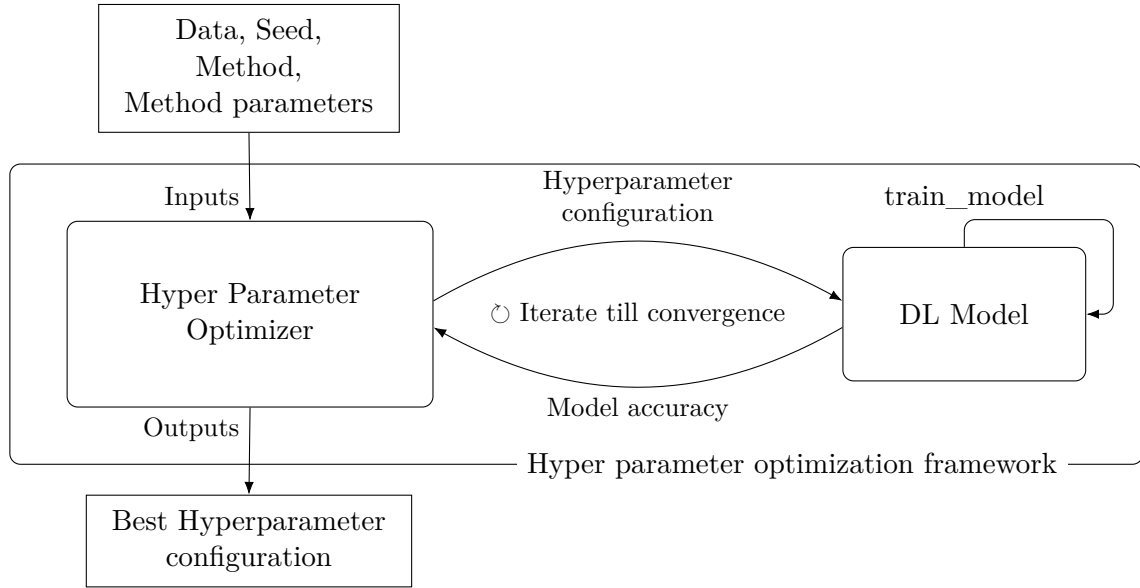 Data, Seed,
Method,
Method parameters
Inputs
Hyperparameter
configuration
train_model
Hyper Parameter
Optimizer
↻ Iterate till convergence
DL Model
Model accuracy
Outputs
Hyper parameter optimization framework
Best Hyperparameter
configuration